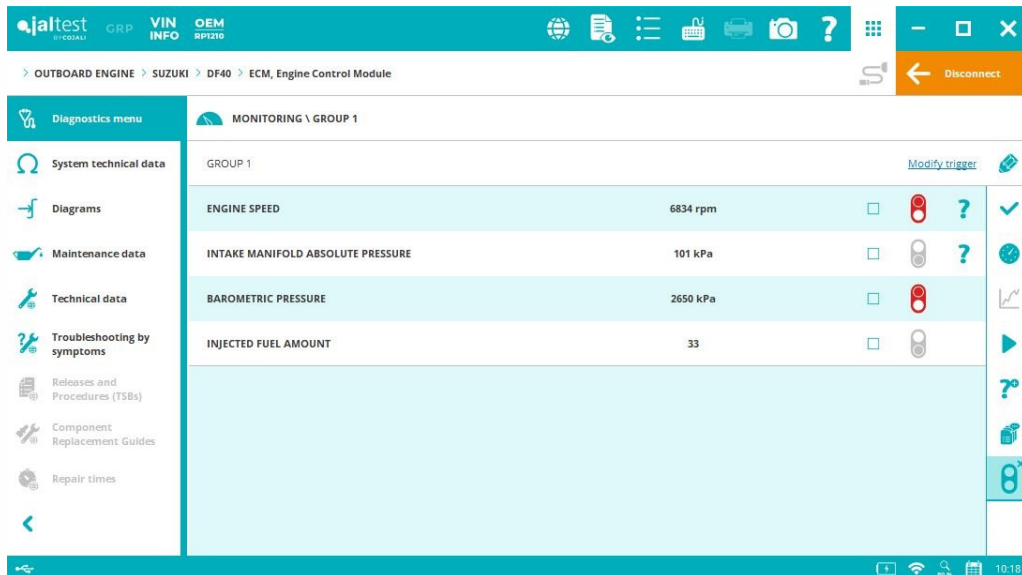 jaltest
BY COJALI
GRP
VIN
INFO
OEM
RP1210
?
> OUTBOARD ENGINE > SUZUKI > DF40 > ECM, Engine Control Module
Disconnect
Diagnostics menu
MONITORING \ GROUP 1
System technical data
GROUP 1
Modify trigger
Diagrams
ENGINE SPEED 6834 rpm ?
Maintenance data
INTAKE MANIFOLD ABSOLUTE PRESSURE 101 kPa ?
Technical data
BAROMETRIC PRESSURE 2650 kPa
Troubleshooting by
symptoms
INJECTED FUEL AMOUNT 33
Releases and
Procedures (TSBs)
Component
Replacement Guides
Repair times
10:18